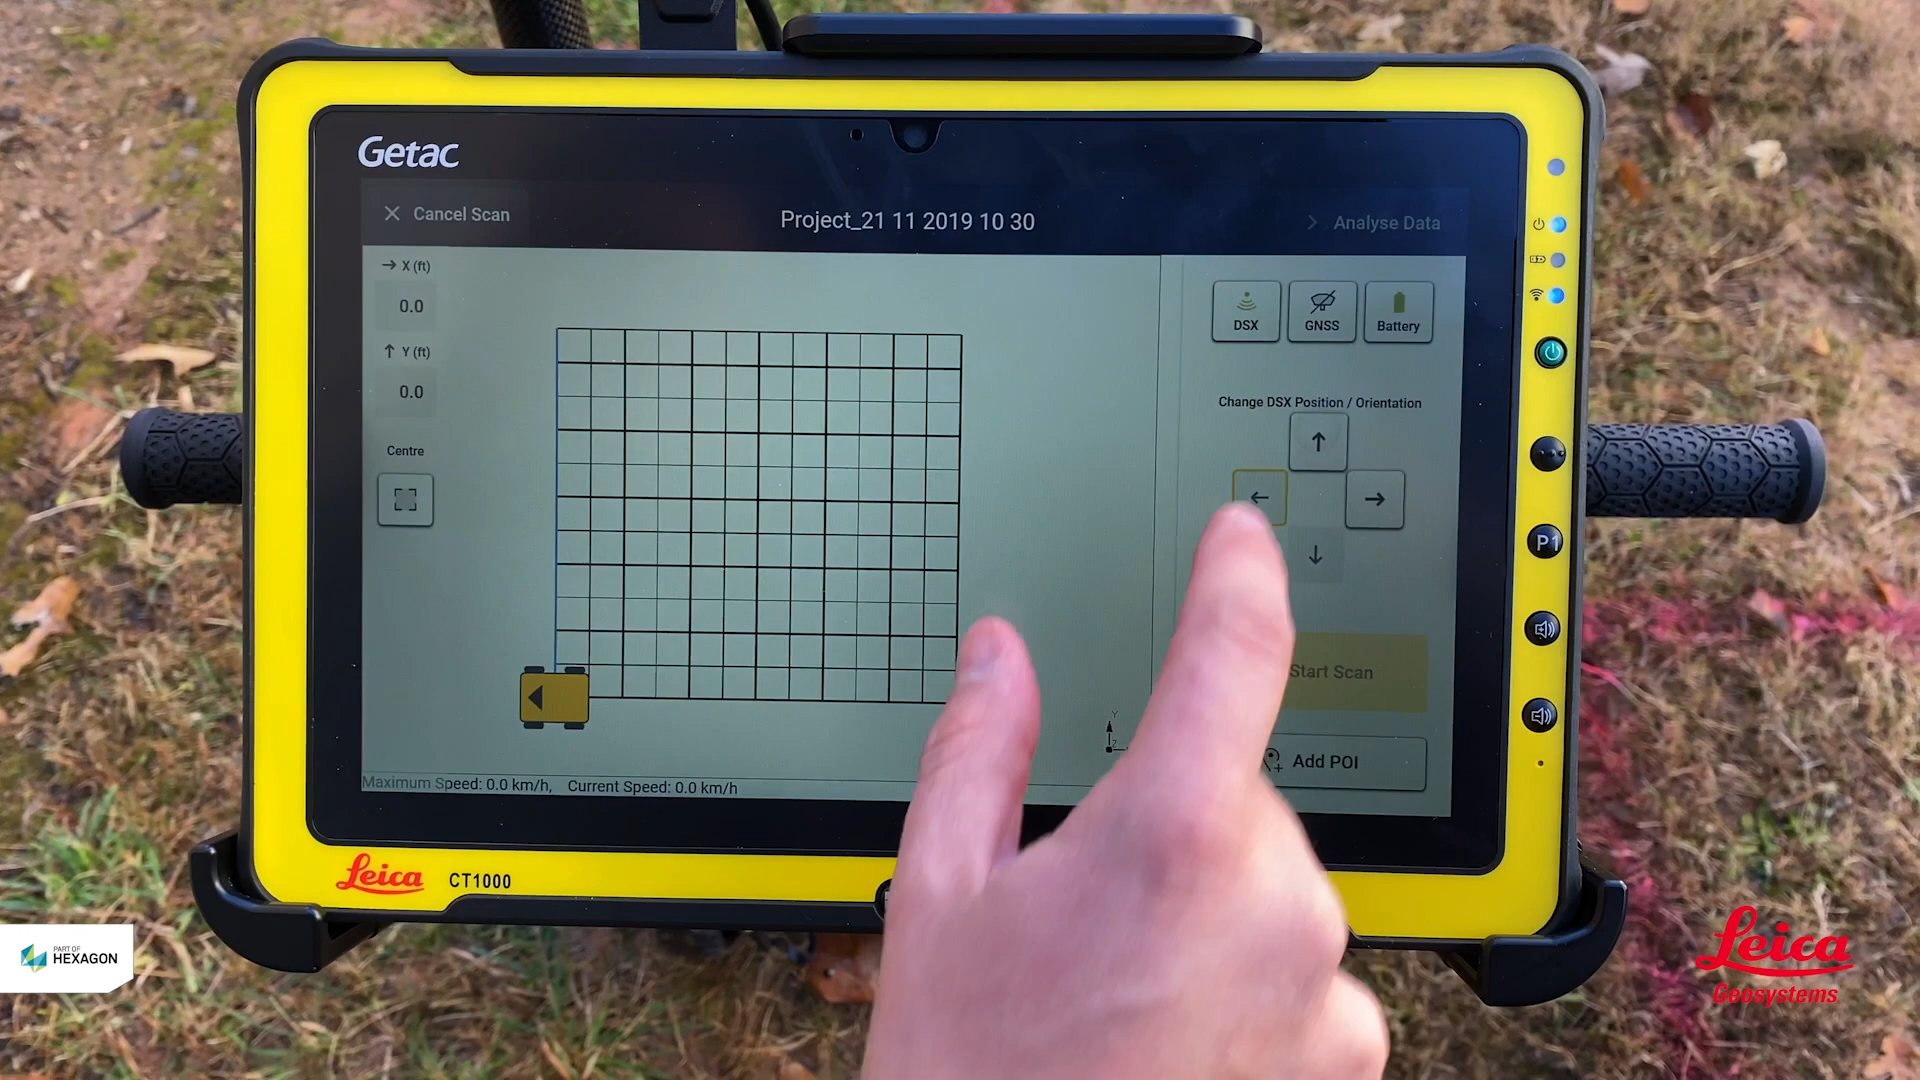 Getac
Cancel Scan
Project_21 11 2019 10 30
Analyse Data
X (ft)
0.0
Y (ft)
0.0
Centre
DSX
GNSS
Battery
Change DSX Position / Orientation
Start Scan
Add POI
Y
Z
Maximum Speed: 0.0 km/h, Current Speed: 0.0 km/h
P1
Leica
CT1000
PART OF
HEXAGON
Leica
Geosystems